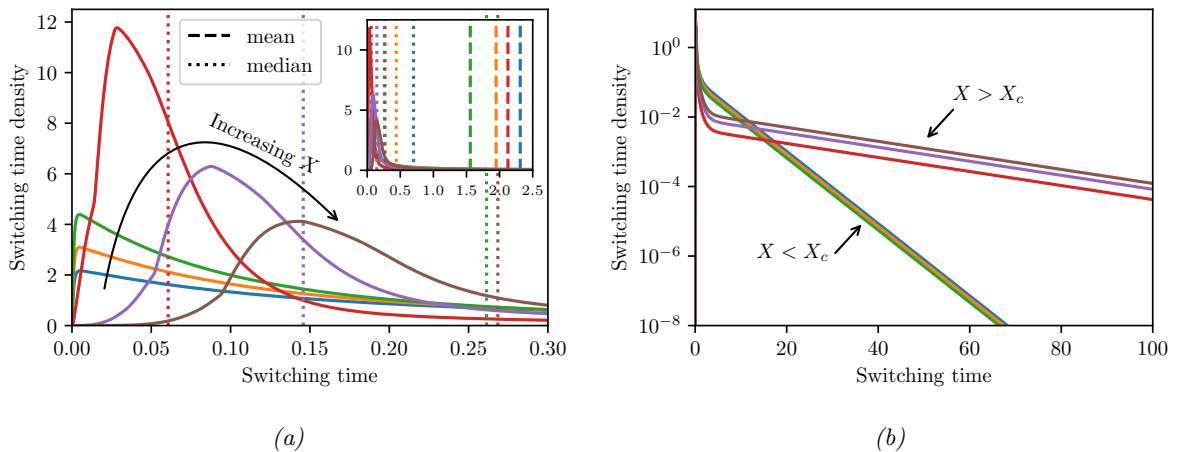 12
10
8
6
4
2
0
Switching time density
mean
median
Increasing X
10
5
0
0.0 0.5 1.0 1.5 2.0 2.5
0.00 0.05 0.10 0.15 0.20 0.25 0.30
Switching time
(a)
10^0
10^−2
10^−4
10^−6
10^−8
Switching time density
X > X_c
X < X_c
0 20 40 60 80 100
Switching time
(b)